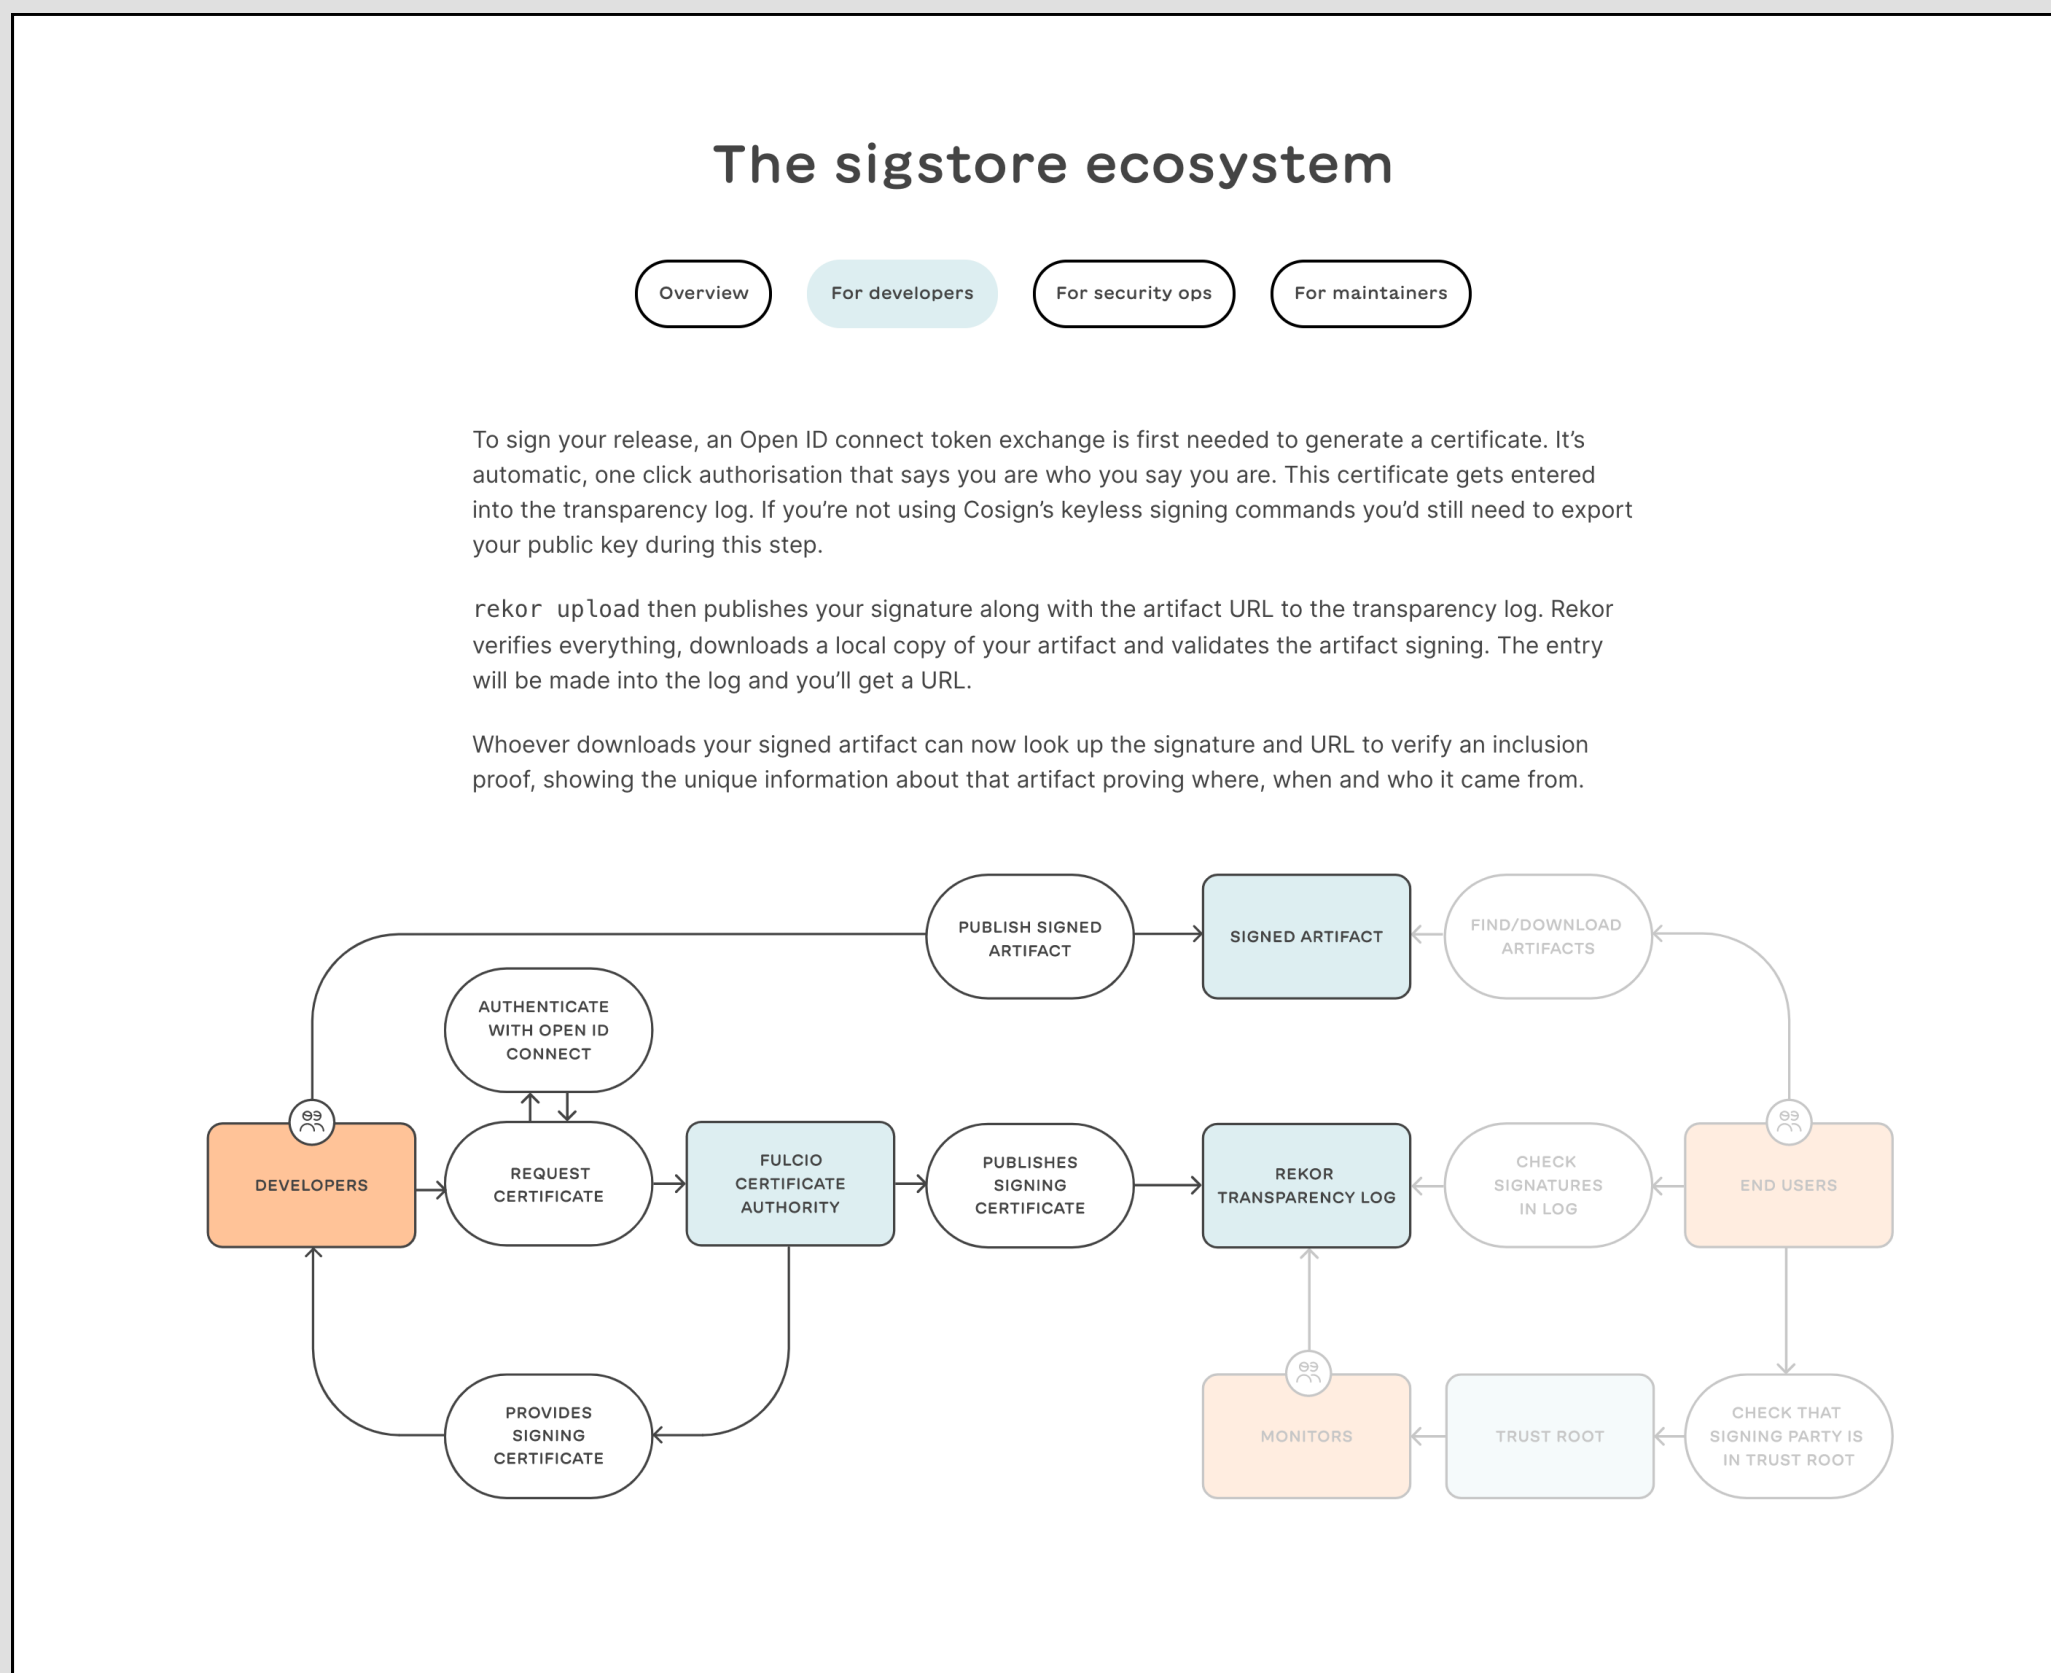 The sigstore ecosystem
Overview
For developers
For security ops
For maintainers
To sign your release, an Open ID connect token exchange is first needed to generate a certificate. It’s
automatic, one click authorisation that says you are who you say you are. This certificate gets entered
into the transparency log. If you’re not using Cosign’s keyless signing commands you’d still need to export
your public key during this step.
rekor upload then publishes your signature along with the artifact URL to the transparency log. Rekor
verifies everything, downloads a local copy of your artifact and validates the artifact signing. The entry
will be made into the log and you’ll get a URL.
Whoever downloads your signed artifact can now look up the signature and URL to verify an inclusion
proof, showing the unique information about that artifact proving where, when and who it came from.
PUBLISH SIGNED
ARTIFACT
SIGNED ARTIFACT
FIND/DOWNLOAD
ARTIFACTS
AUTHENTICATE
WITH OPEN ID
CONNECT
DEVELOPERS
REQUEST
CERTIFICATE
FULCIO
CERTIFICATE
AUTHORITY
PUBLISHES
SIGNING
CERTIFICATE
REKOR
TRANSPARENCY LOG
CHECK
SIGNATURES
IN LOG
END USERS
PROVIDES
SIGNING
CERTIFICATE
MONITORS
TRUST ROOT
CHECK THAT
SIGNING PARTY IS
IN TRUST ROOT